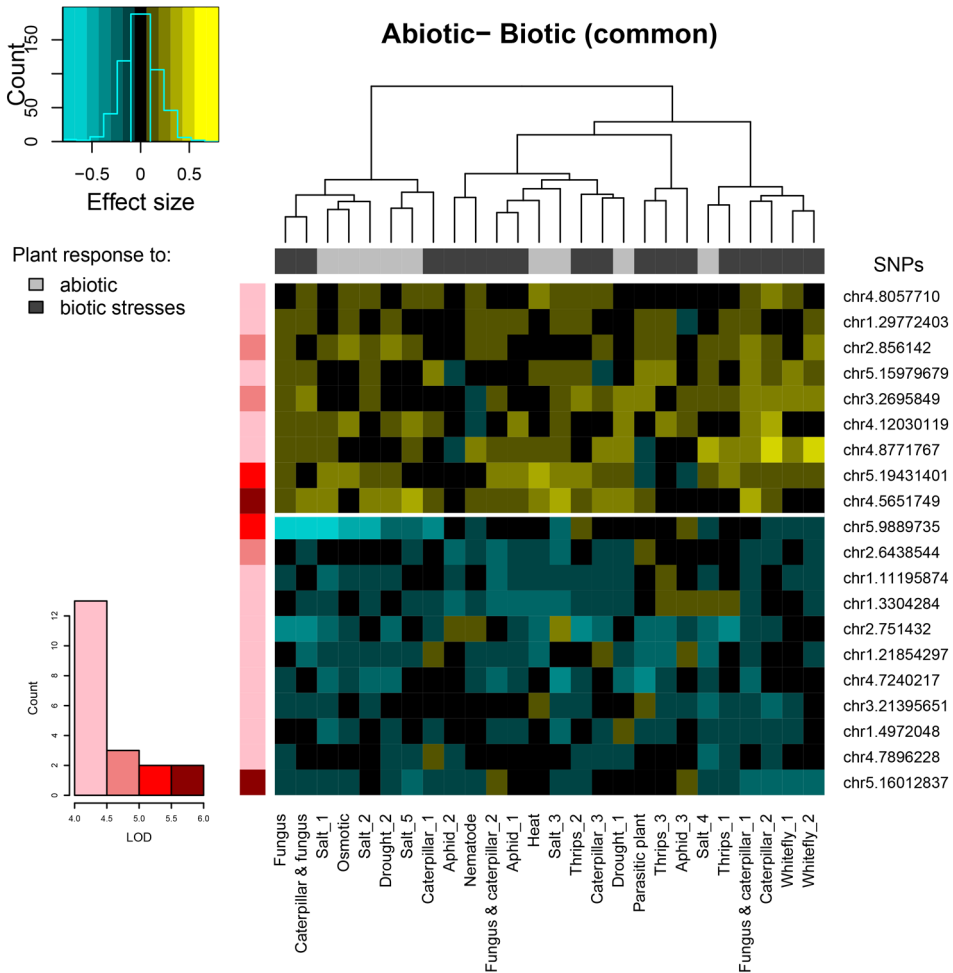 Abiotic− Biotic (common)
Count
0
50
150
−0.5
0
0.5
Effect size
Plant response to:
abiotic
biotic stresses
SNPs
chr4.8057710
chr1.29772403
chr2.856142
chr5.15979679
chr3.2695849
chr4.12030119
chr4.8771767
chr5.19431401
chr4.5651749
chr5.9889735
chr2.6438544
chr1.11195874
chr1.3304284
chr2.751432
chr1.21854297
chr4.7240217
chr3.21395651
chr1.4972048
chr4.7896228
chr5.16012837
Count
0
2
4
6
8
10
12
4.0
4.5
5.0
5.5
6.0
LOD
Fungus
Caterpillar & fungus
Salt_1
Osmotic
Salt_2
Drought_2
Salt_5
Caterpillar_1
Aphid_2
Nematode
Fungus & caterpillar_2
Aphid_1
Heat
Salt_3
Thrips_2
Caterpillar_3
Drought_1
Parasitic plant
Thrips_3
Aphid_3
Salt_4
Thrips_1
Fungus & caterpillar_1
Caterpillar_2
Whitefly_1
Whitefly_2